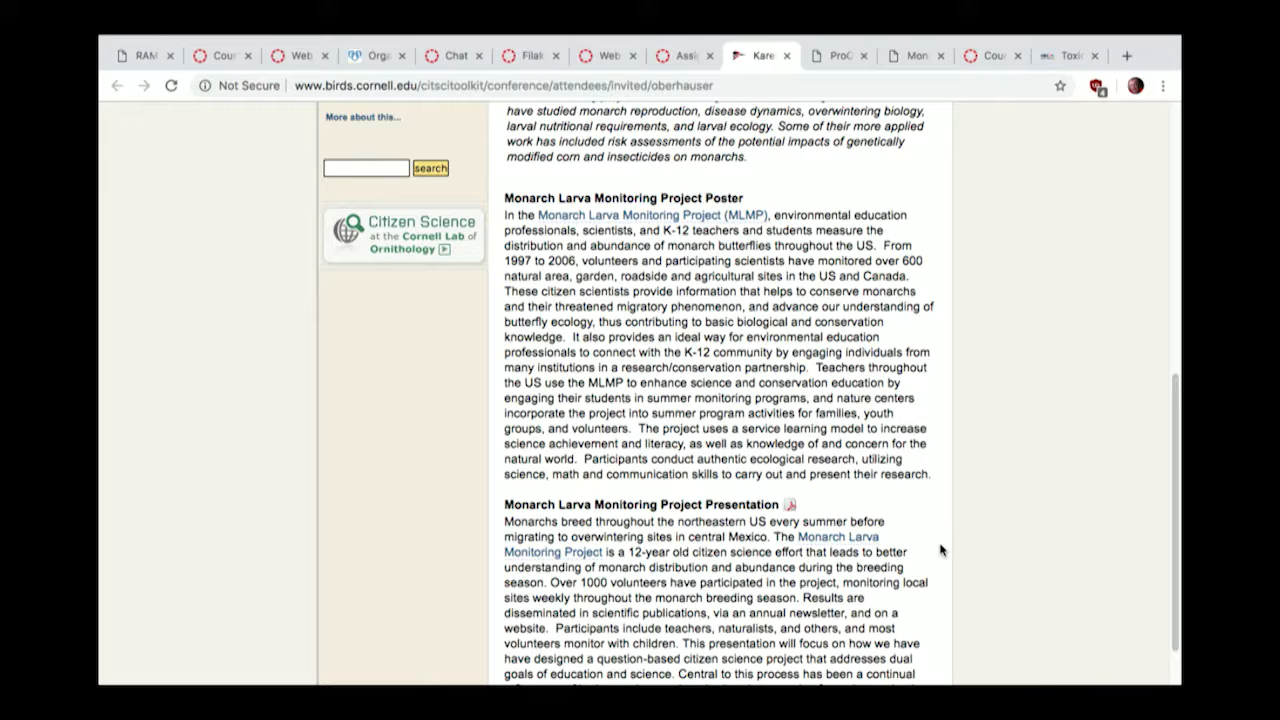 RAM
Cour
Web
Orga
Chat
Filak
Web
Assi
Kare
ProC
Mon
Cour
Toxic
Not Secure
www.birds.cornell.edu/citscitoolkit/conference/attendees/invited/oberhauser
4
More about this...
search
Citizen Science
at the Cornell Lab of
Ornithology
have studied monarch reproduction, disease dynamics, overwintering biology,
larval nutritional requirements, and larval ecology. Some of their more applied
work has included risk assessments of the potential impacts of genetically
modified corn and insecticides on monarchs.
Monarch Larva Monitoring Project Poster
In the Monarch Larva Monitoring Project (MLMP), environmental education
professionals, scientists, and K-12 teachers and students measure the
distribution and abundance of monarch butterflies throughout the US. From
1997 to 2006, volunteers and participating scientists have monitored over 600
natural area, garden, roadside and agricultural sites in the US and Canada.
These citizen scientists provide information that helps to conserve monarchs
and their threatened migratory phenomenon, and advance our understanding of
butterfly ecology, thus contributing to basic biological and conservation
knowledge. It also provides an ideal way for environmental education
professionals to connect with the K-12 community by engaging individuals from
many institutions in a research/conservation partnership. Teachers throughout
the US use the MLMP to enhance science and conservation education by
engaging their students in summer monitoring programs, and nature centers
incorporate the project into summer program activities for families, youth
groups, and volunteers. The project uses a service learning model to increase
science achievement and literacy, as well as knowledge of and concern for the
natural world. Participants conduct authentic ecological research, utilizing
science, math and communication skills to carry out and present their research.
Monarch Larva Monitoring Project Presentation
Monarchs breed throughout the northeastern US every summer before
migrating to overwintering sites in central Mexico. The Monarch Larva
Monitoring Project is a 12-year old citizen science effort that leads to better
understanding of monarch distribution and abundance during the breeding
season. Over 1000 volunteers have participated in the project, monitoring local
sites weekly throughout the monarch breeding season. Results are
disseminated in scientific publications, via an annual newsletter, and on a
website. Participants include teachers, naturalists, and others, and most
volunteers monitor with children. This presentation will focus on how we have
have designed a question-based citizen science project that addresses dual
goals of education and science. Central to this process has been a continual